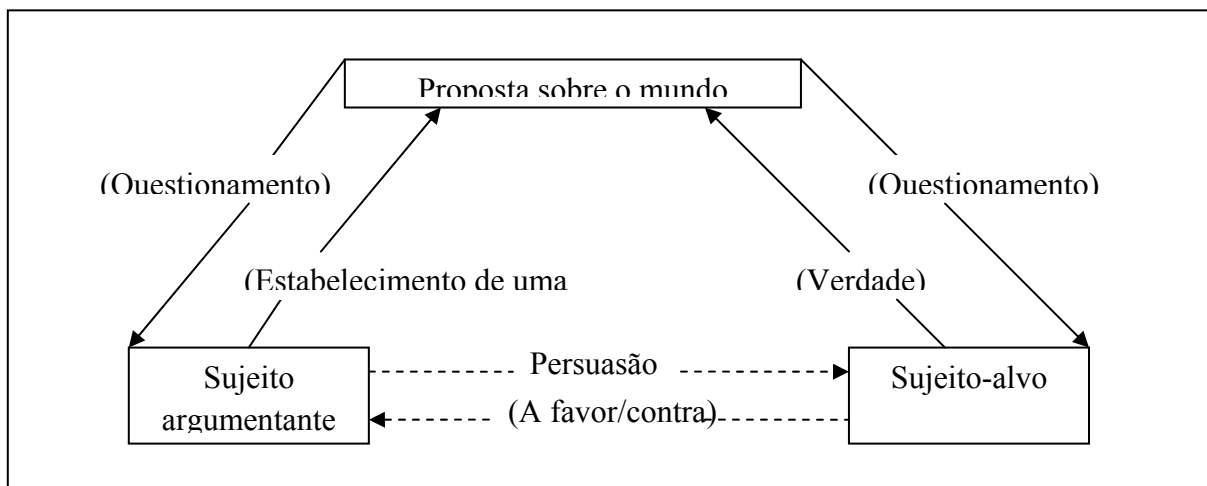 Proposta sobre o mundo
(Questionamento)
(Questionamento)
(Estabelecimento de uma
(Verdade)
Sujeito
argumentante
Persuasão
(A favor/contra)
Sujeito-alvo